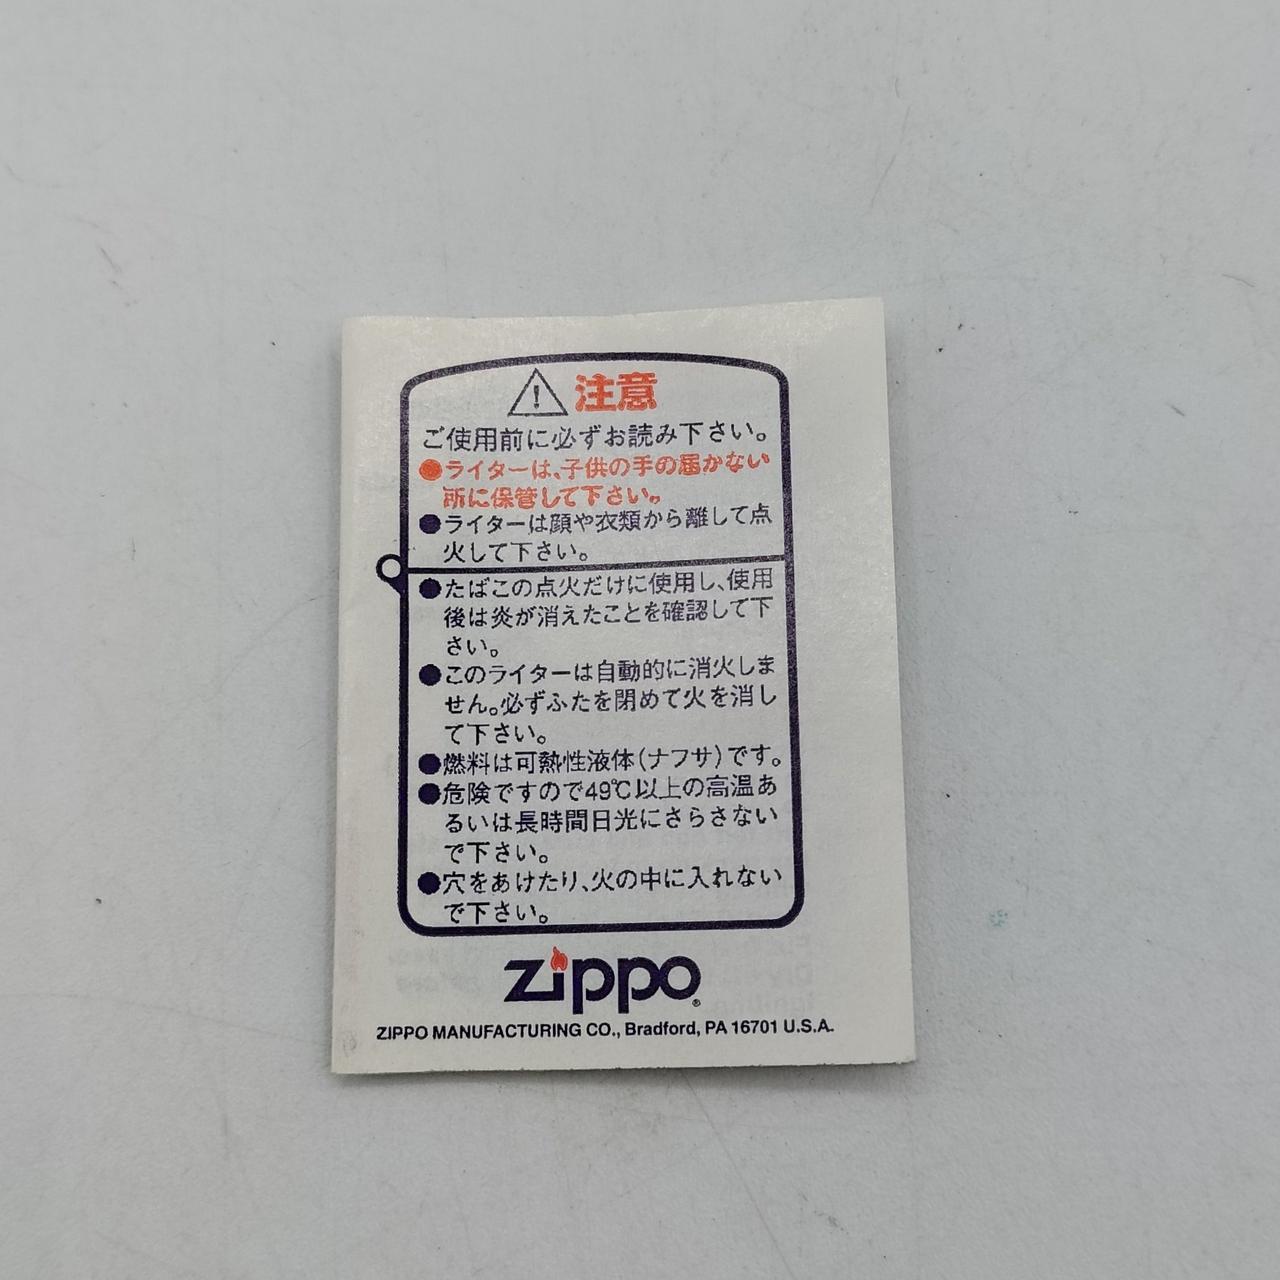 注意
ご使用前に必ずお読み下さい。
●ライターは、子供の手の届かない
所に保管して下さい。
●ライターは顔や衣類から離して点
火して下さい。
●たばこの点火だけに使用し、使用
後は炎が消えたことを確認して下
さい。
●このライターは自動的に消火しま
せん。必ずふたを閉めて火を消し
て下さい。
●燃料は可熱性液体(ナフサ)です。
●危険ですので49℃以上の高温あ
るいは長時間日光にさらさない
で下さい。
●穴をあけたり、火の中に入れない
で下さい。
zippo®
ZIPPO MANUFACTURING CO., Bradford, PA 16701 U.S.A.